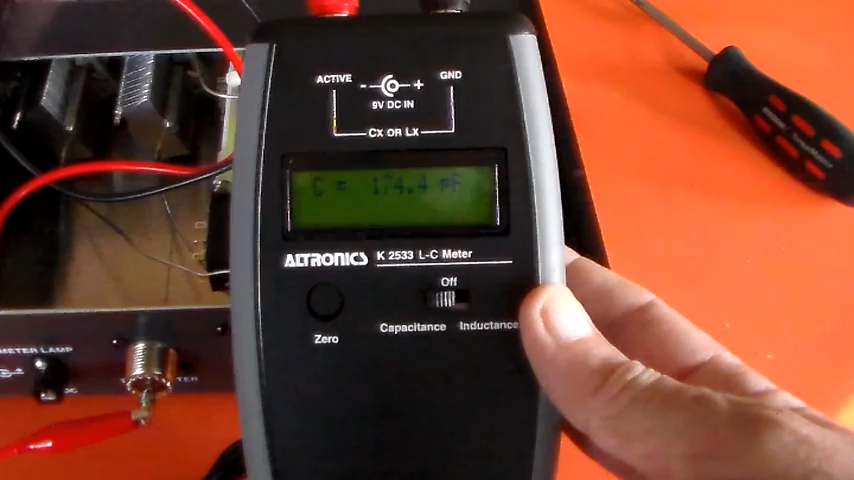 ACTIVE
GND
- +
9V DC IN
CX OR LX
C = 174.4 pF
ALTRONICS K 2533 L-C Meter
Off
Capacitance Inductance
Zero
METER LAMP